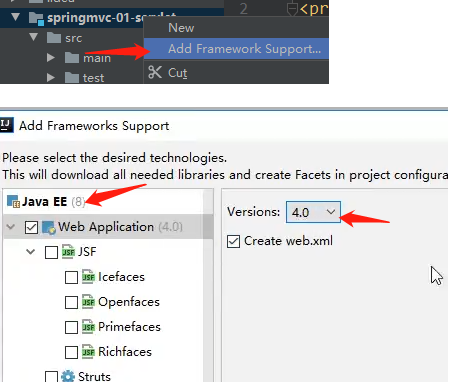 springmvc-01-servlet
2
<pr
src
New
main
Add Framework Support...
test
Cut
Add Frameworks Support
Please select the desired technologies.
This will download all needed libraries and create Facets in project configura
Java EE (8)
Versions: 4.0
Web Application (4.0)
Create web.xml
JSF
Icefaces
Openfaces
Primefaces
Richfaces
Struts